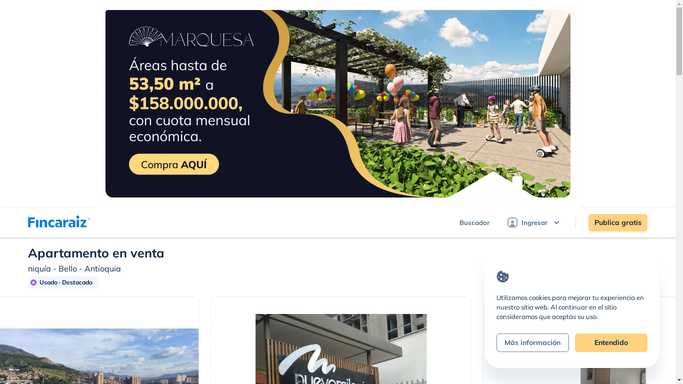 MARQUESA
Áreas hasta de
53,50 m² a
$158.000.000,
con cuota mensual
económica.
Compra AQUÍ
Fincaraíz
Buscador
Ingresar
Publica gratis
Apartamento en venta
niquía - Bello - Antioquia
Usado · Destacado
Utilizamos cookies para mejorar tu experiencia en
nuestro sitio web. Al continuar en el sitio
consideramos que aceptas su uso.
Más información
Entendido